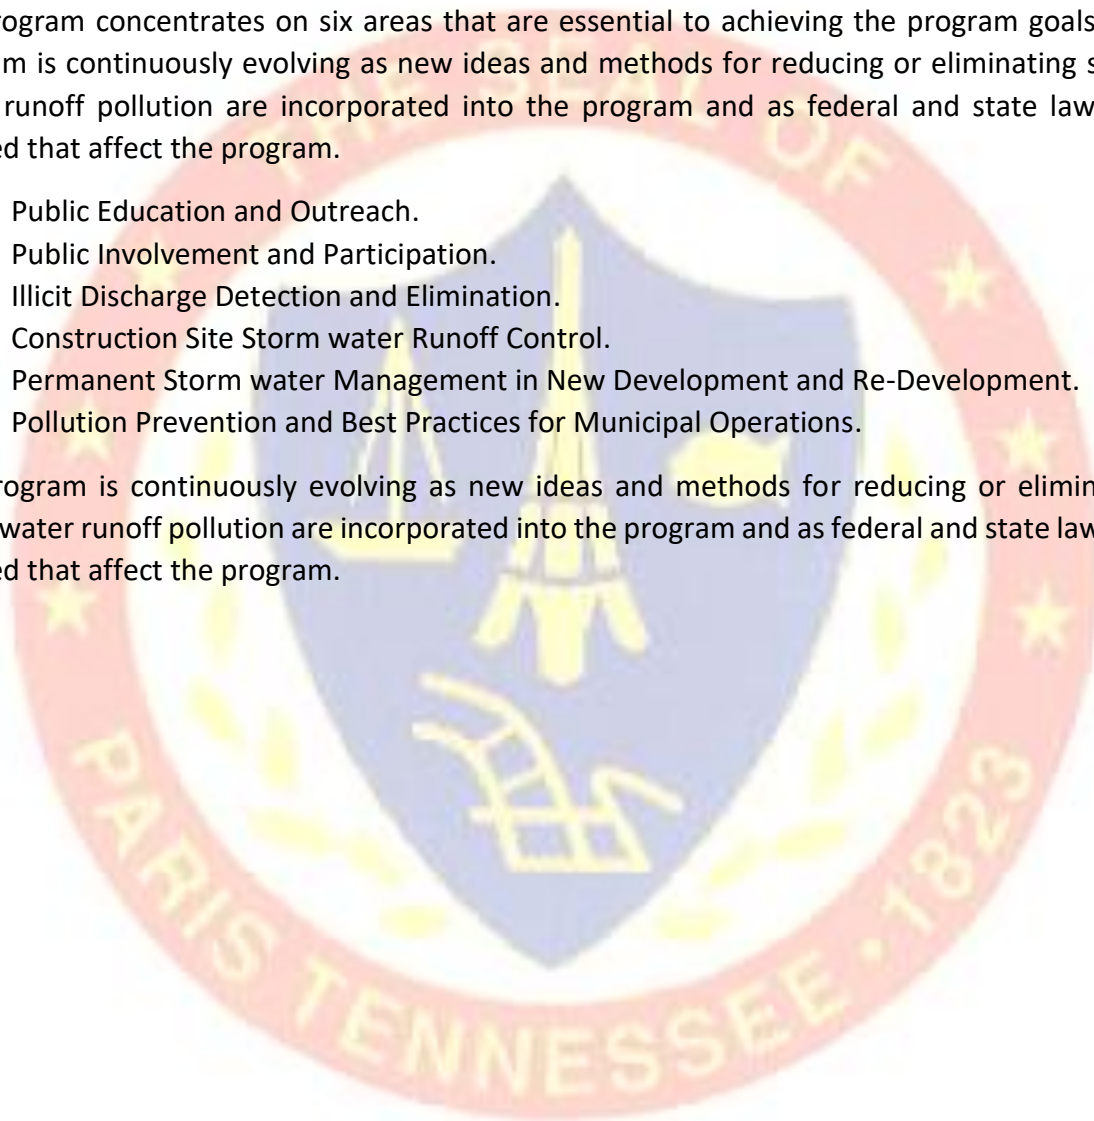 rogram concentrates on six areas that are essential to achieving the program goals
m is continuously evolving as new ideas and methods for reducing or eliminating s
runoff pollution are incorporated into the program and as federal and state law
ed that affect the program.
Public Education and Outreach.
Public Involvement and Participation.
Illicit Discharge Detection and Elimination.
Construction Site Storm water Runoff Control.
Permanent Storm water Management in New Development and Re-Development.
Pollution Prevention and Best Practices for Municipal Operations.
rogram is continuously evolving as new ideas and methods for reducing or elimin
water runoff pollution are incorporated into the program and as federal and state law
ed that affect the program.
THE SEAL OF
PARIS TENNESSEE • 1823